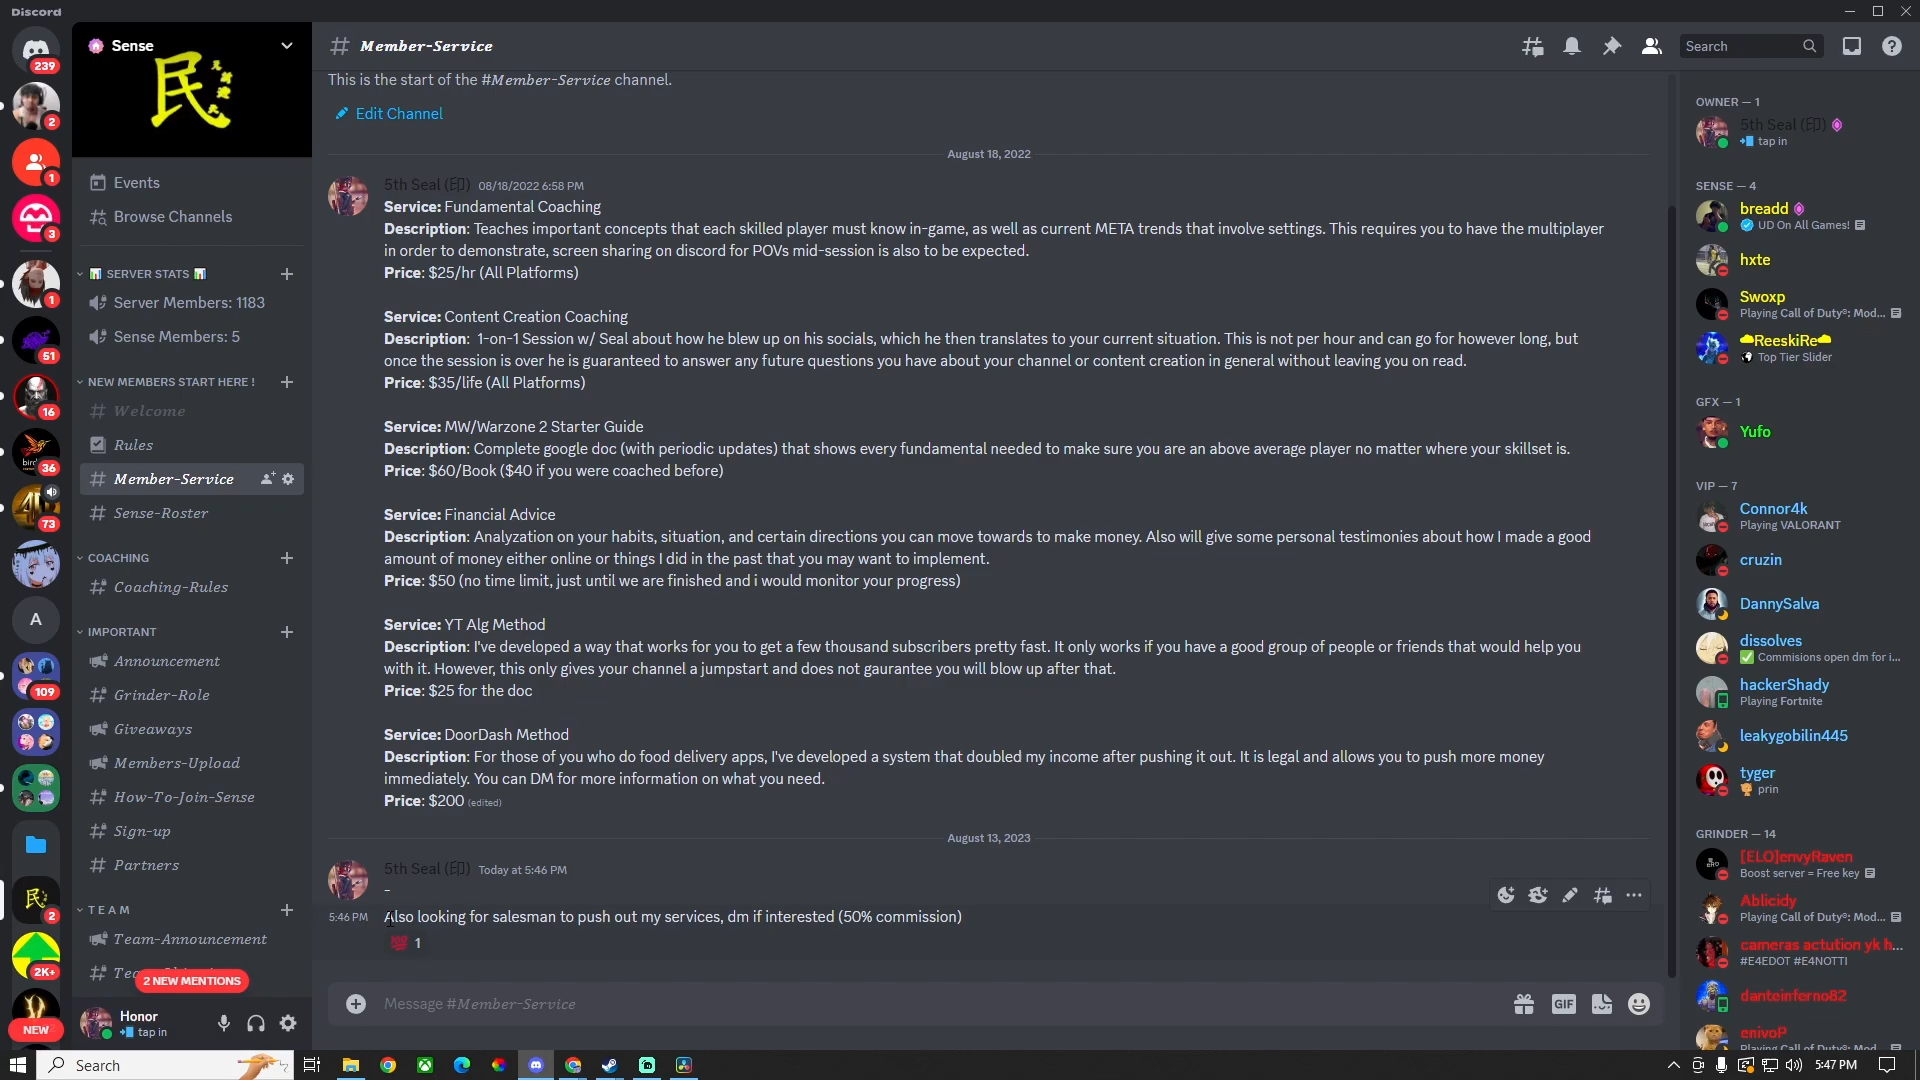 Discord
Sense
民
Events
Browse Channels
📊 SERVER STATS 📊
Server Members: 1183
Sense Members: 5
NEW MEMBERS START HERE !
Welcome
Rules
Member-Service
Sense-Roster
COACHING
Coaching-Rules
IMPORTANT
Announcement
Grinder-Role
Giveaways
Members-Upload
How-To-Join-Sense
Sign-up
Partners
T E A M
Team-Announcement
2 NEW MENTIONS
Honor
tap in
239
2
1
3
1
51
16
36
73
A
109
2
2K+
NEW
Member-Service
Search
This is the start of the #Member-Service channel.
Edit Channel
August 18, 2022
5th Seal (印) 08/18/2022 6:58 PM
Service: Fundamental Coaching
Description: Teaches important concepts that each skilled player must know in-game, as well as current META trends that involve settings. This requires you to have the multiplayer
in order to demonstrate, screen sharing on discord for POVs mid-session is also to be expected.
Price: $25/hr (All Platforms)
Service: Content Creation Coaching
Description: 1-on-1 Session w/ Seal about how he blew up on his socials, which he then translates to your current situation. This is not per hour and can go for however long, but
once the session is over he is guaranteed to answer any future questions you have about your channel or content creation in general without leaving you on read.
Price: $35/life (All Platforms)
Service: MW/Warzone 2 Starter Guide
Description: Complete google doc (with periodic updates) that shows every fundamental needed to make sure you are an above average player no matter where your skillset is.
Price: $60/Book ($40 if you were coached before)
Service: Financial Advice
Description: Analyzation on your habits, situation, and certain directions you can move towards to make money. Also will give some personal testimonies about how I made a good
amount of money either online or things I did in the past that you may want to implement.
Price: $50 (no time limit, just until we are finished and i would monitor your progress)
Service: YT Alg Method
Description: I've developed a way that works for you to get a few thousand subscribers pretty fast. It only works if you have a good group of people or friends that would help you
with it. However, this only gives your channel a jumpstart and does not gaurantee you will blow up after that.
Price: $25 for the doc
Service: DoorDash Method
Description: For those of you who do food delivery apps, I've developed a system that doubled my income after pushing it out. It is legal and allows you to push more money
immediately. You can DM for more information on what you need.
Price: $200 (edited)
August 13, 2023
5th Seal (印) Today at 5:46 PM
-
5:46 PM Also looking for salesman to push out my services, dm if interested (50% commission)
💯 1
Message #Member-Service
GIF
OWNER — 1
5th Seal (印)
tap in
SENSE — 4
breadd
UD On All Games!
hxte
Swoxp
Playing Call of Duty®: Mod...
☁ReeskiRe☁
Top Tier Slider
GFX — 1
Yufo
VIP — 7
Connor4k
Playing VALORANT
cruzin
DannySalva
dissolves
✅ Commisions open dm for i...
hackerShady
Playing Fortnite
leakygobilin445
tyger
prin
GRINDER — 14
[ELO]envyRaven
Boost server = Free key
Ablicidy
Playing Call of Duty®: Mod...
cameras actution yk h...
#E4EDOT #E4NOTTI
danteinferno82
enivoP
Playing Call of Duty®: Mod...
Search
5:47 PM